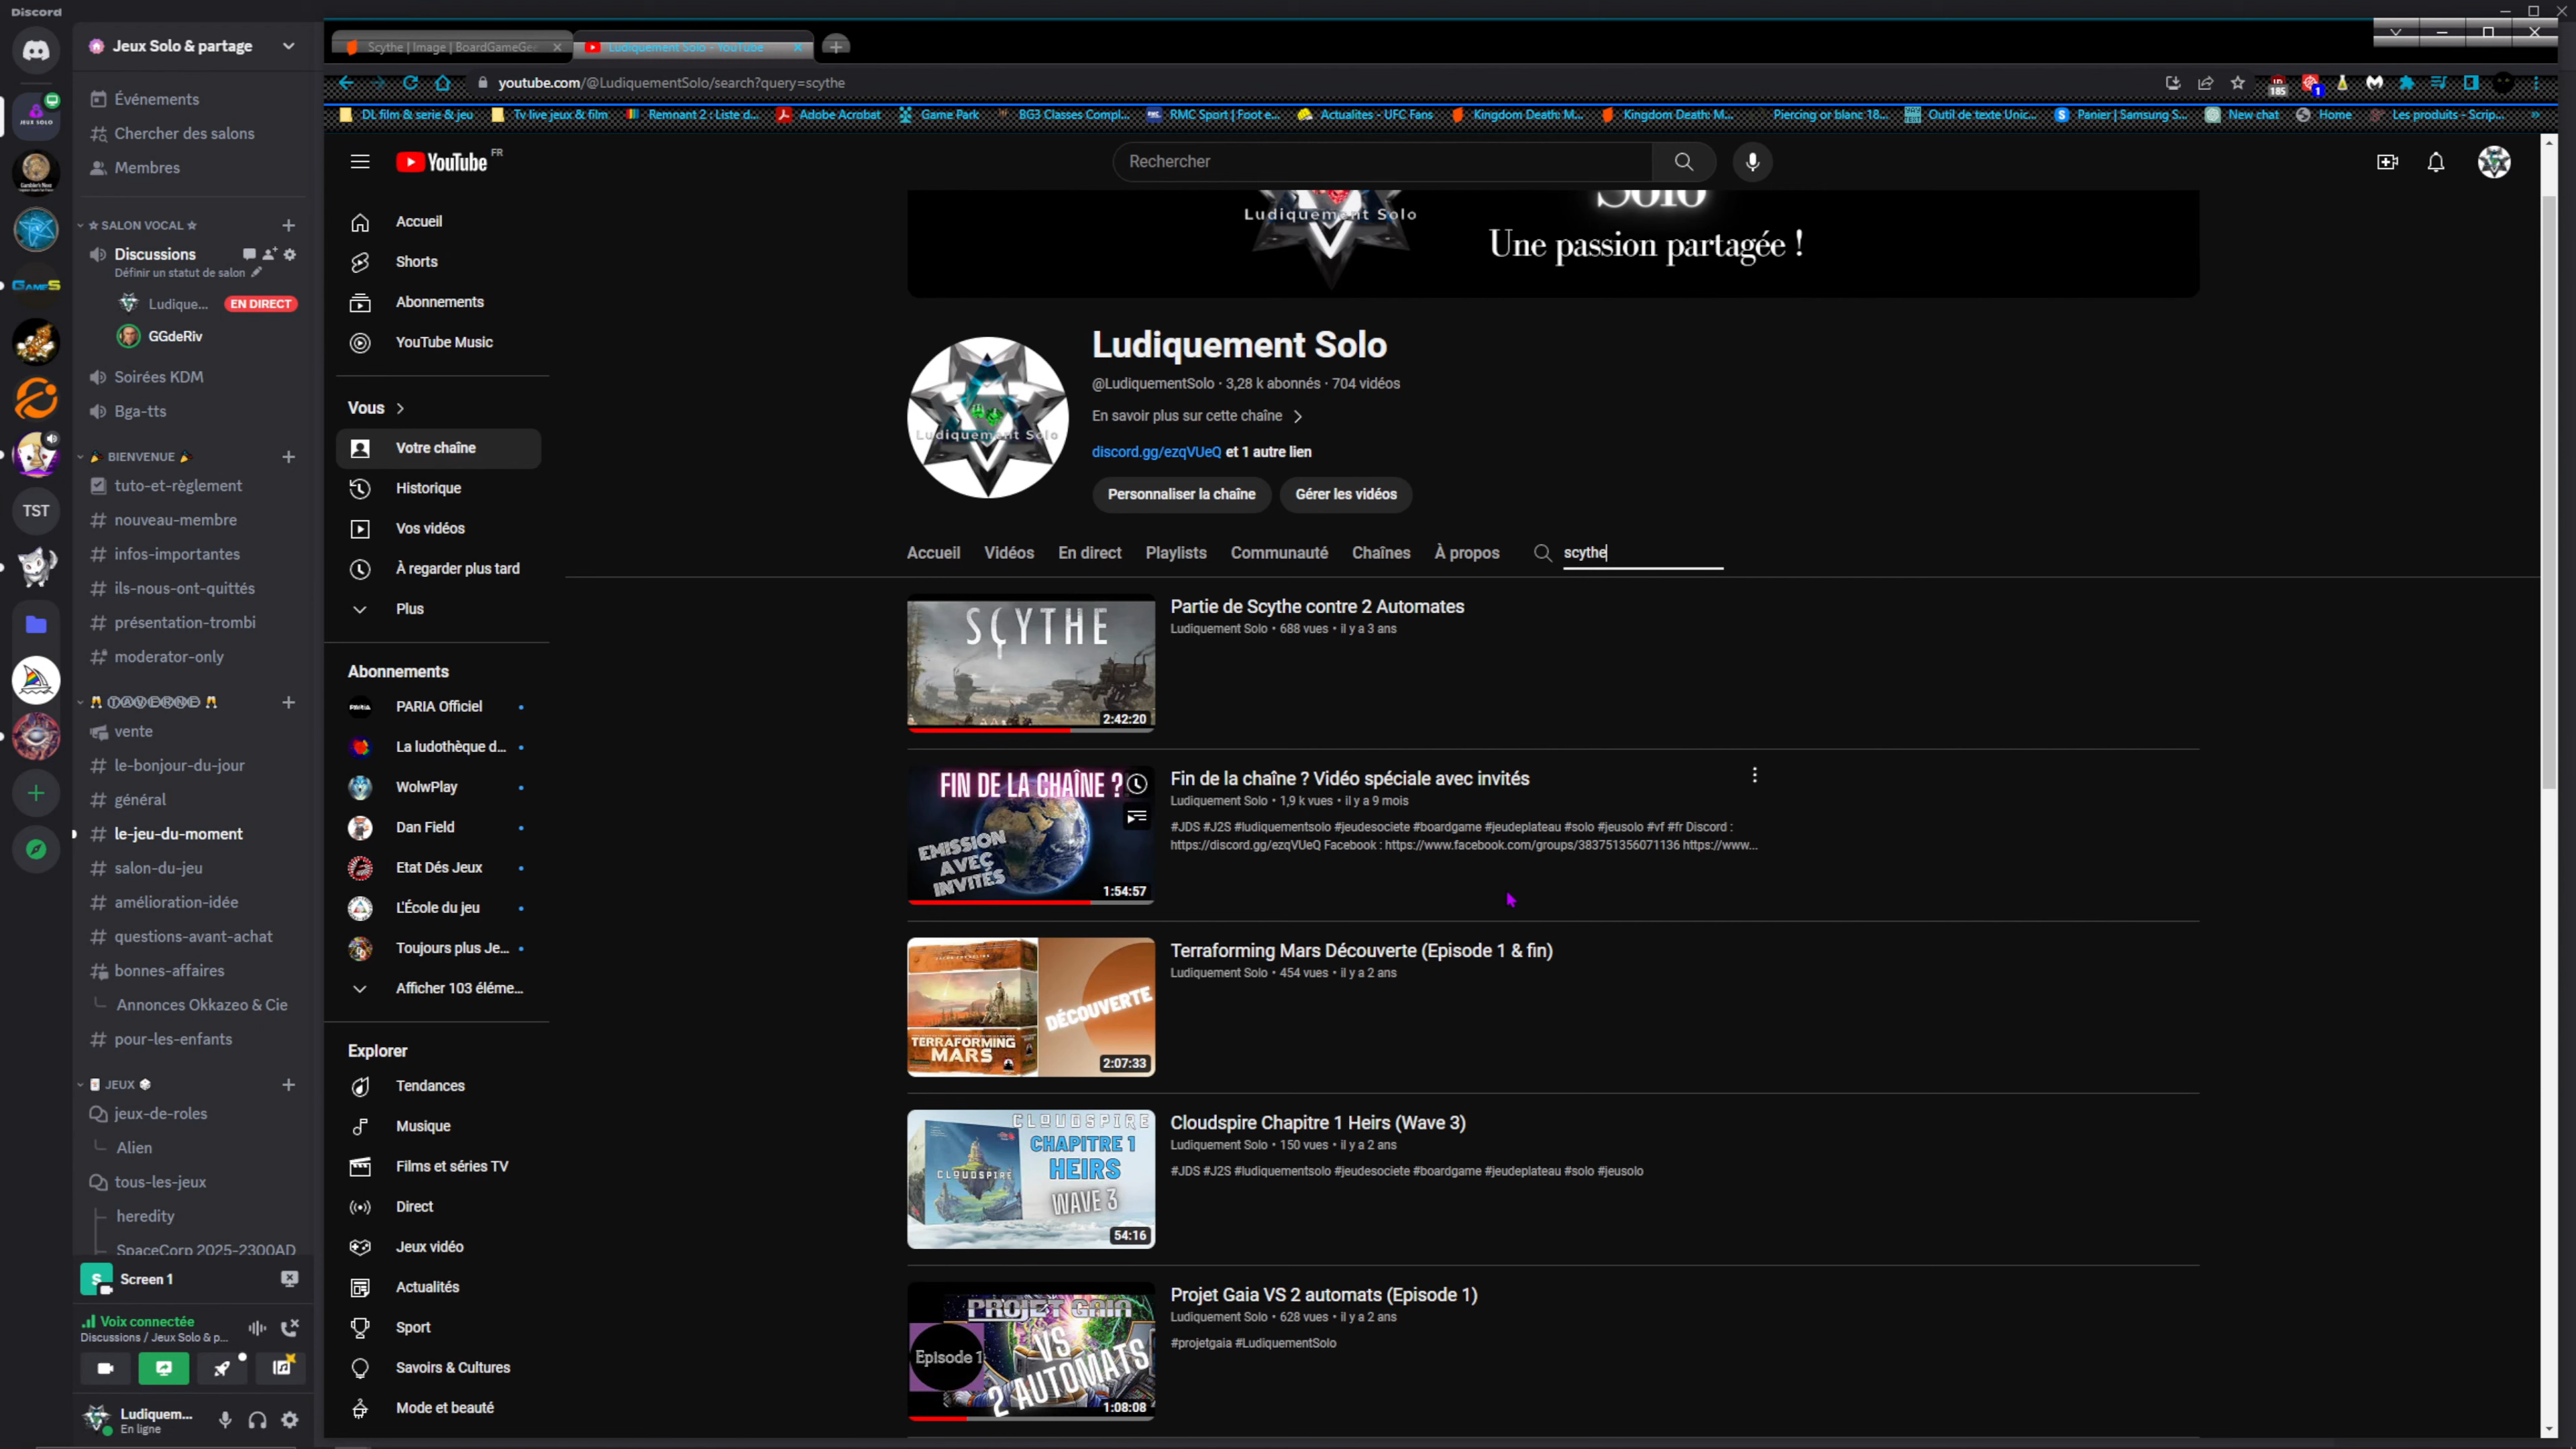 Discord
Jeux Solo & partage
Événements
Chercher des salons
Membres
☆ SALON VOCAL ☆
Discussions
Définir un statut de salon
Ludique... EN DIRECT
GGdeRiv
Soirées KDM
Bga-tts
BIENVENUE
tuto-et-règlement
nouveau-membre
infos-importantes
ils-nous-ont-quittés
présentation-trombi
moderator-only
ⓉⒶⓋⒺⓇⓃⒺ
vente
le-bonjour-du-jour
général
le-jeu-du-moment
salon-du-jeu
amélioration-idée
questions-avant-achat
bonnes-affaires
Annonces Okkazeo & Cie
pour-les-enfants
JEUX
jeux-de-roles
Alien
tous-les-jeux
heredity
SpaceCorp 2025-2300AD
S Screen 1
Voix connectée
Discussions / Jeux Solo & p...
Ludiquem...
En ligne
JEUX SOLO
GAMES
TST
Scythe | Image | BoardGameGe
Ludiquement Solo - YouTube
youtube.com/@LudiquementSolo/search?query=scythe
185
1
DL film & serie & jeu
Tv live jeux & film
Remnant 2 : Liste d...
Adobe Acrobat
Game Park
BG3 Classes Compl...
RMC Sport | Foot e...
Actualites - UFC Fans
Kingdom Death: M...
Kingdom Death: M...
Piercing or blanc 18...
Outil de texte Unic...
Panier | Samsung S...
New chat
Home
Les produits - Scrip...
»
YouTube FR
Rechercher
Accueil
Shorts
Abonnements
YouTube Music
Vous
Votre chaîne
Historique
Vos vidéos
À regarder plus tard
Plus
Abonnements
PARIA Officiel
La ludothèque d...
WolwPlay
Dan Field
Etat Dés Jeux
L'École du jeu
Toujours plus Je...
Afficher 103 éléme...
Explorer
Tendances
Musique
Films et séries TV
Direct
Jeux vidéo
Actualités
Sport
Savoirs & Cultures
Mode et beauté
Ludiquement Solo
Solo
Une passion partagée !
Ludiquement Solo
Ludiquement Solo
@LudiquementSolo · 3,28 k abonnés · 704 vidéos
En savoir plus sur cette chaîne
discord.gg/ezqVUeQ et 1 autre lien
Personnaliser la chaîne
Gérer les vidéos
Accueil Vidéos En direct Playlists Communauté Chaînes À propos scythe
SCYTHE
2:42:20
Partie de Scythe contre 2 Automates
Ludiquement Solo • 688 vues • il y a 3 ans
FIN DE LA CHAÎNE ?
EMISSION
AVEC
INVITÉS
1:54:57
Fin de la chaîne ? Vidéo spéciale avec invités
Ludiquement Solo • 1,9 k vues • il y a 9 mois
#JDS #J2S #ludiquementsolo #jeudesociete #boardgame #jeudeplateau #solo #jeusolo #vf #fr Discord :
https://discord.gg/ezqVUeQ Facebook : https://www.facebook.com/groups/383751356071136 https://www...
TERRAFORMING
MARS
DÉCOUVERTE
2:07:33
Terraforming Mars Découverte (Episode 1 & fin)
Ludiquement Solo • 454 vues • il y a 2 ans
CLOUDSPIRE
CHAPITRE 1
HEIRS
WAVE 3
CLOUDSPIRE
54:16
Cloudspire Chapitre 1 Heirs (Wave 3)
Ludiquement Solo • 150 vues • il y a 2 ans
#JDS #J2S #ludiquementsolo #jeudesociete #boardgame #jeudeplateau #solo #jeusolo
PROJET GAIA
VS
2 AUTOMATS
Episode 1
1:08:08
Projet Gaia VS 2 automats (Episode 1)
Ludiquement Solo • 628 vues • il y a 2 ans
#projetgaia #LudiquementSolo